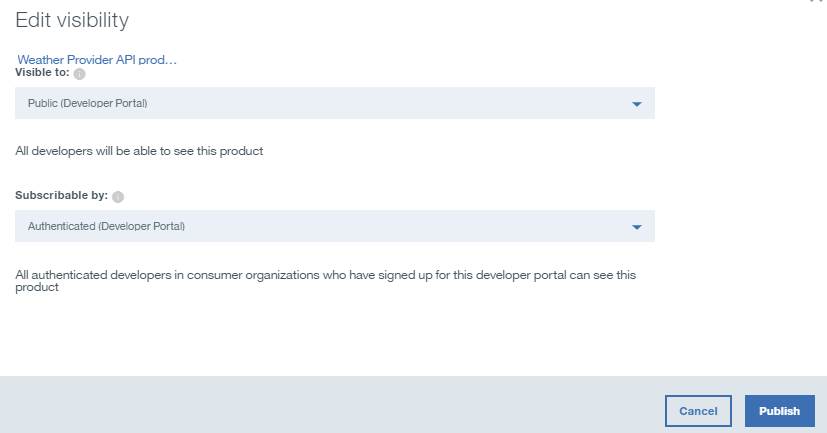 Edit visibility
Weather Provider API prod...
Visible to:
Public (Developer Portal)
All developers will be able to see this product
Subscribable by:
Authenticated (Developer Portal)
All authenticated developers in consumer organizations who have signed up for this developer portal can see this
product
Cancel
Publish